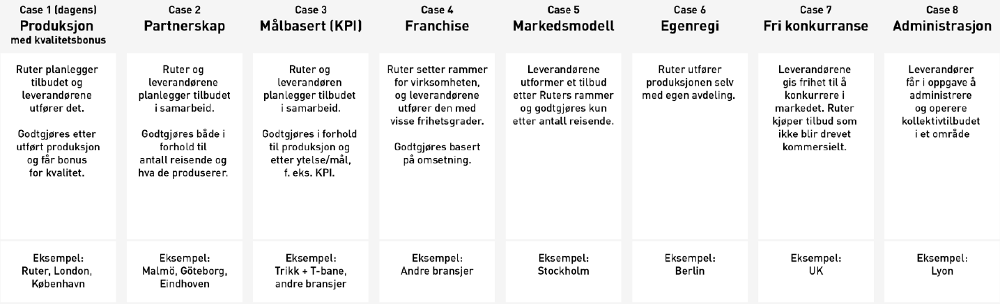 Case 1 (dagens)
Produksjon
med kvalitetsbonus
Ruter planlegger
tilbudet og
leverandørene
utfører det.
Godtgjøres etter
utført produksjon
og får bonus
for kvalitet.
Eksempel:
Ruter, London,
København
Case 2
Partnerskap
Ruter og
leverandørene
planlegger tilbudet
i samarbeid.
Godtgjøres både i
forhold til
antall reisende og
hva de produserer.
Eksempel:
Malmö, Göteborg,
Eindhoven
Case 3
Målbasert (KPI)
Ruter og
leverandøren
planlegger tilbudet
i samarbeid.
Godtgjøres i forhold
til produksjon og
etter ytelse/mål,
f. eks. KPI.
Eksempel:
Trikk + T-bane,
andre bransjer
Case 4
Franchise
Ruter setter rammer
for virksomheten,
og leverandørene
utfører den med
visse frihetsgrader.
Godtgjøres basert
på omsetning.
Eksempel:
Andre bransjer
Case 5
Markedsmodell
Leverandørene
utformer et tilbud
etter Ruters rammer
og godtgjøres kun
etter antall reisende.
Eksempel:
Stockholm
Case 6
Egenregi
Ruter utfører
produksjonen selv
med egen avdeling.
Eksempel:
Berlin
Case 7
Fri konkurranse
Leverandørene
gis frihet til å
konkurrere i
markedet. Ruter
kjøper tilbud som
ikke blir drevet
kommersielt.
Eksempel:
UK
Case 8
Administrasjon
Leverandører
får i oppgave å
administrere
og operere
kollektivtilbudet
i et område
Eksempel:
Lyon